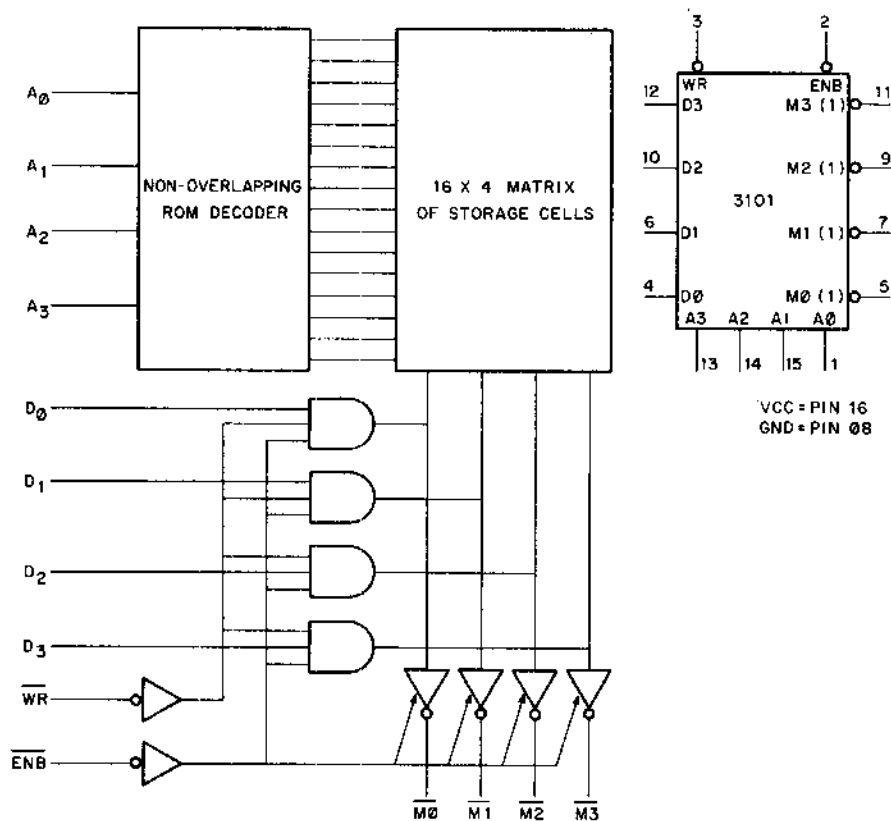 A0
A1
A2
A3
NON-OVERLAPPING
ROM DECODER
16 X 4 MATRIX
OF STORAGE CELLS
3
2
WR
ENB
12
D3
M3 (1)
11
10
D2
M2 (1)
9
3101
6
D1
M1 (1)
7
4
D0
M0 (1)
5
A3
A2
A1
A0
13
14
15
1
VCC = PIN 16
GND = PIN 08
D0
D1
D2
D3
WR
ENB
M0
M1
M2
M3